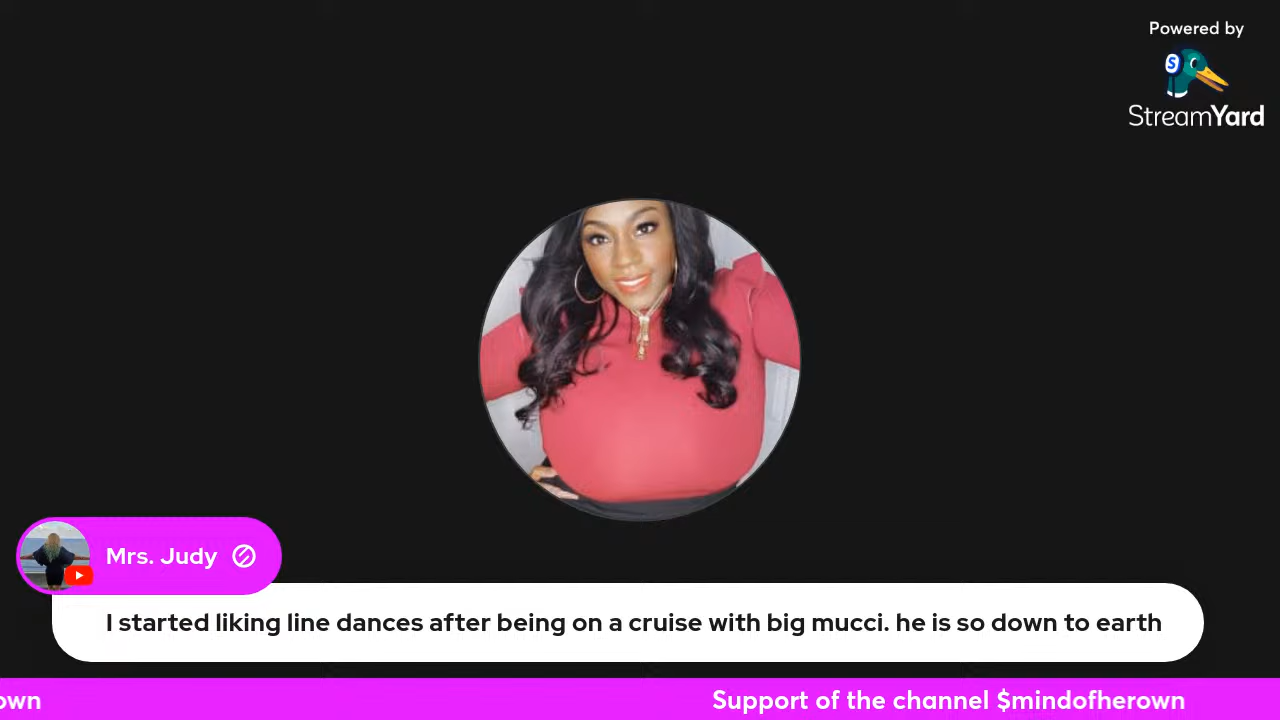 Powered by
S
StreamYard
Mrs. Judy
I started liking line dances after being on a cruise with big mucci. he is so down to earth
own
Support of the channel $mindofherown